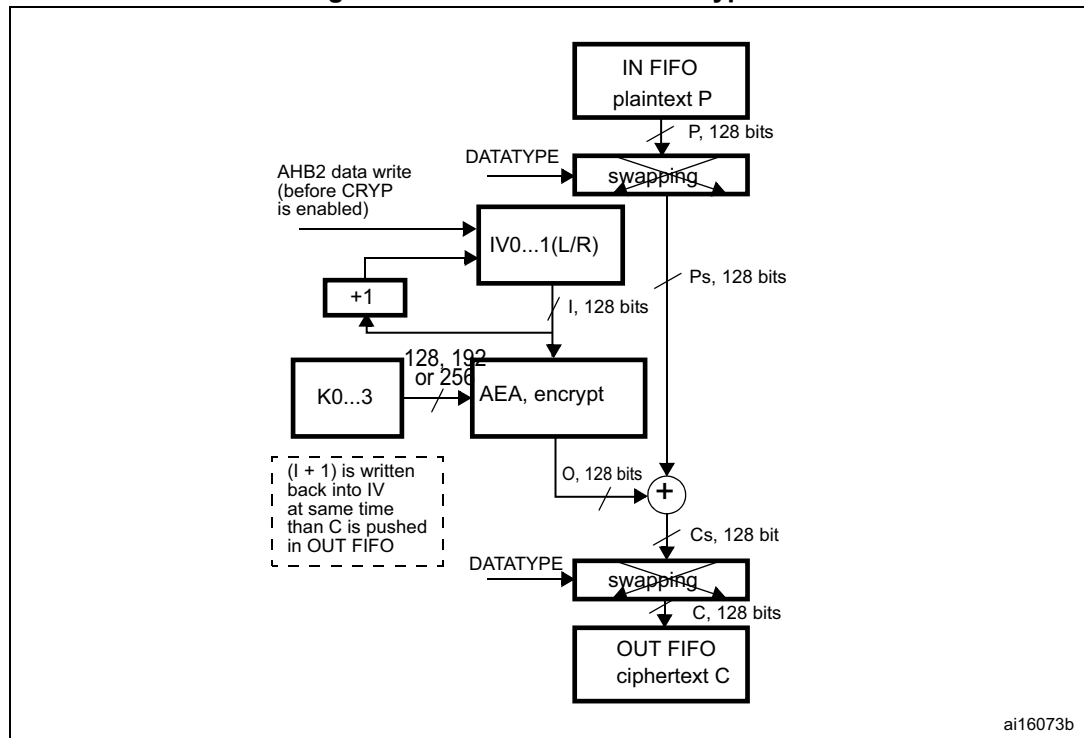 IN FIFO
plaintext P
P, 128 bits
DATATYPE
swapping
AHB2 data write
(before CRYP
is enabled)
IV0...1(L/R)
Ps, 128 bits
+1
I, 128 bits
128, 192
or 256
K0...3
AEA, encrypt
(I + 1) is written
back into IV
at same time
than C is pushed
in OUT FIFO
O, 128 bits
+
Cs, 128 bit
DATATYPE
swapping
C, 128 bits
OUT FIFO
ciphertext C
ai16073b